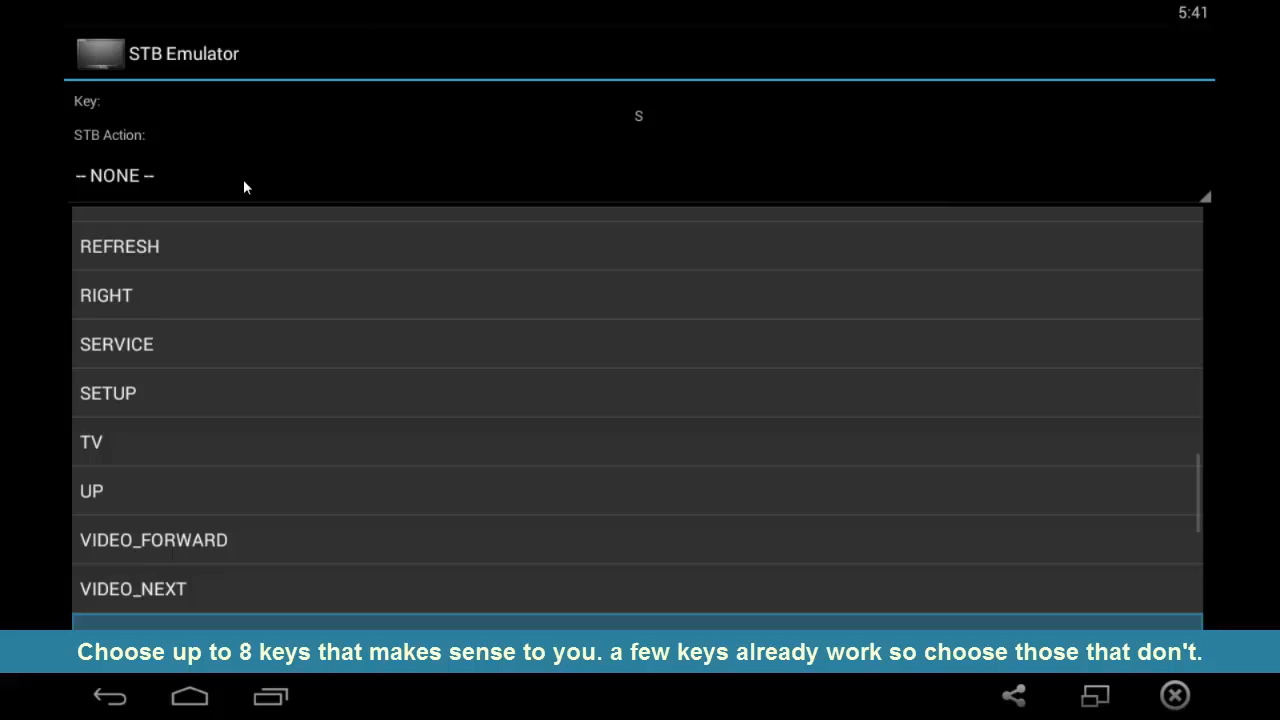 5:41
STB Emulator
Key:
S
STB Action:
-- NONE --
REFRESH
RIGHT
SERVICE
SETUP
TV
UP
VIDEO_FORWARD
VIDEO_NEXT
Choose up to 8 keys that makes sense to you. a few keys already work so choose those that don't.